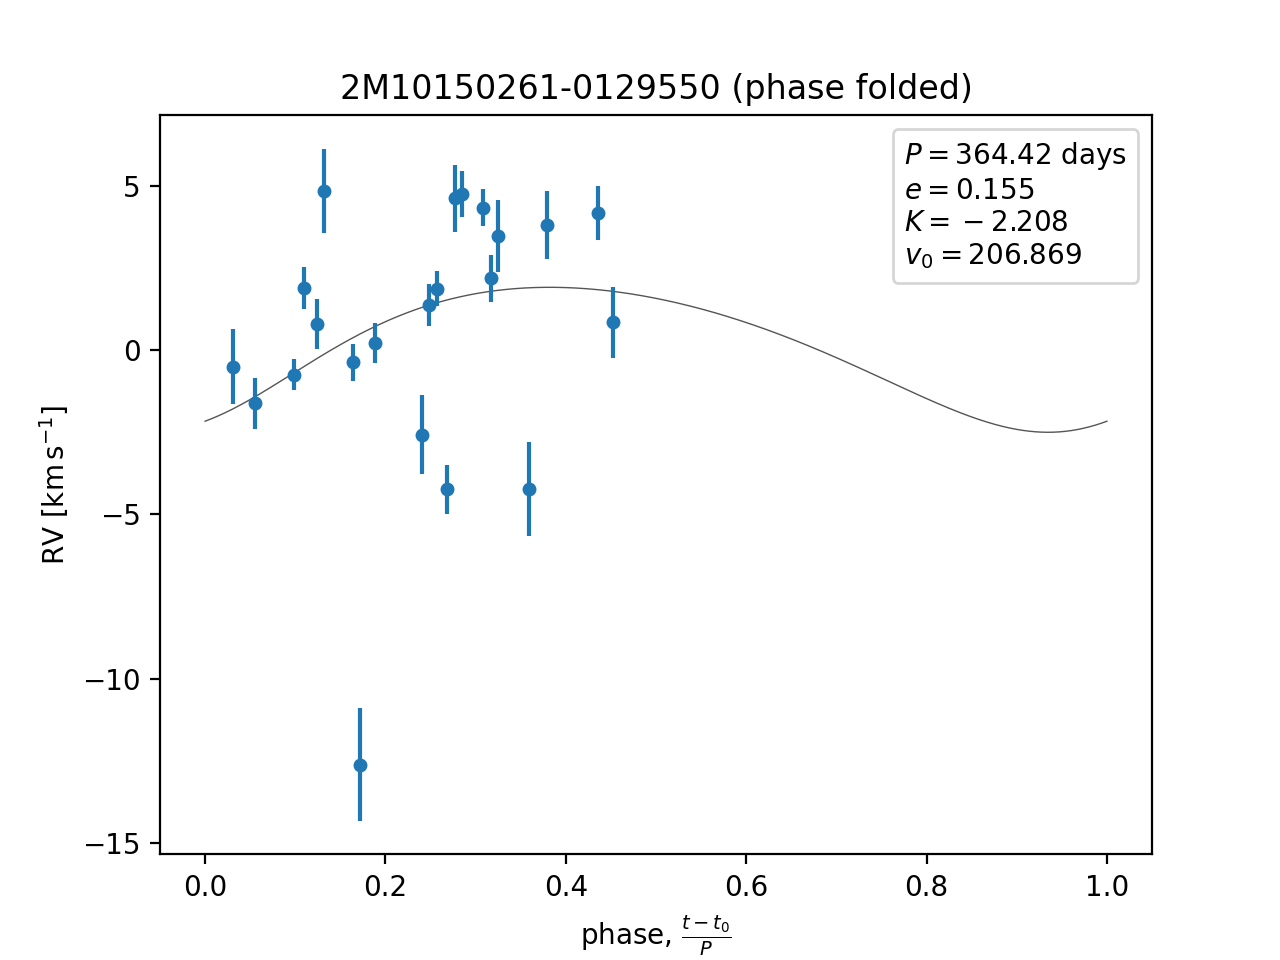 2M10150261-0129550 (phase folded)
P = 364.42 days
e = 0.155
K = −2.208
v₀ = 206.869
RV [km s⁻¹]
5
0
−5
−10
−15
0.0 0.2 0.4 0.6 0.8 1.0
phase, (t − t₀)/P